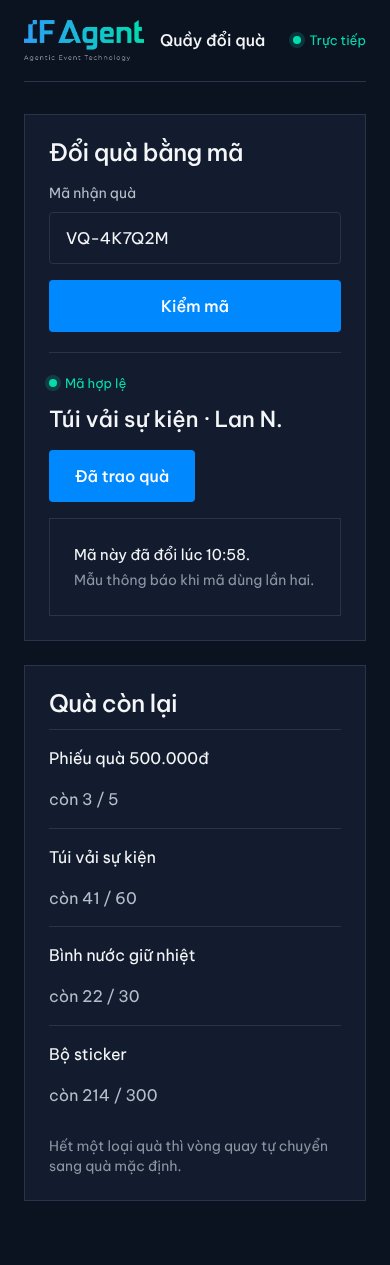 IF Agent
Agentic Event Technology
Quầy đổi quà
Trực tiếp
Đổi quà bằng mã
Mã nhận quà
VQ-4K7Q2M
Kiểm mã
Mã hợp lệ
Túi vải sự kiện · Lan N.
Đã trao quà
Mã này đã đổi lúc 10:58.
Mẫu thông báo khi mã dùng lần hai.
Quà còn lại
Phiếu quà 500.000đ
còn 3 / 5
Túi vải sự kiện
còn 41 / 60
Bình nước giữ nhiệt
còn 22 / 30
Bộ sticker
còn 214 / 300
Hết một loại quà thì vòng quay tự chuyển
sang quà mặc định.